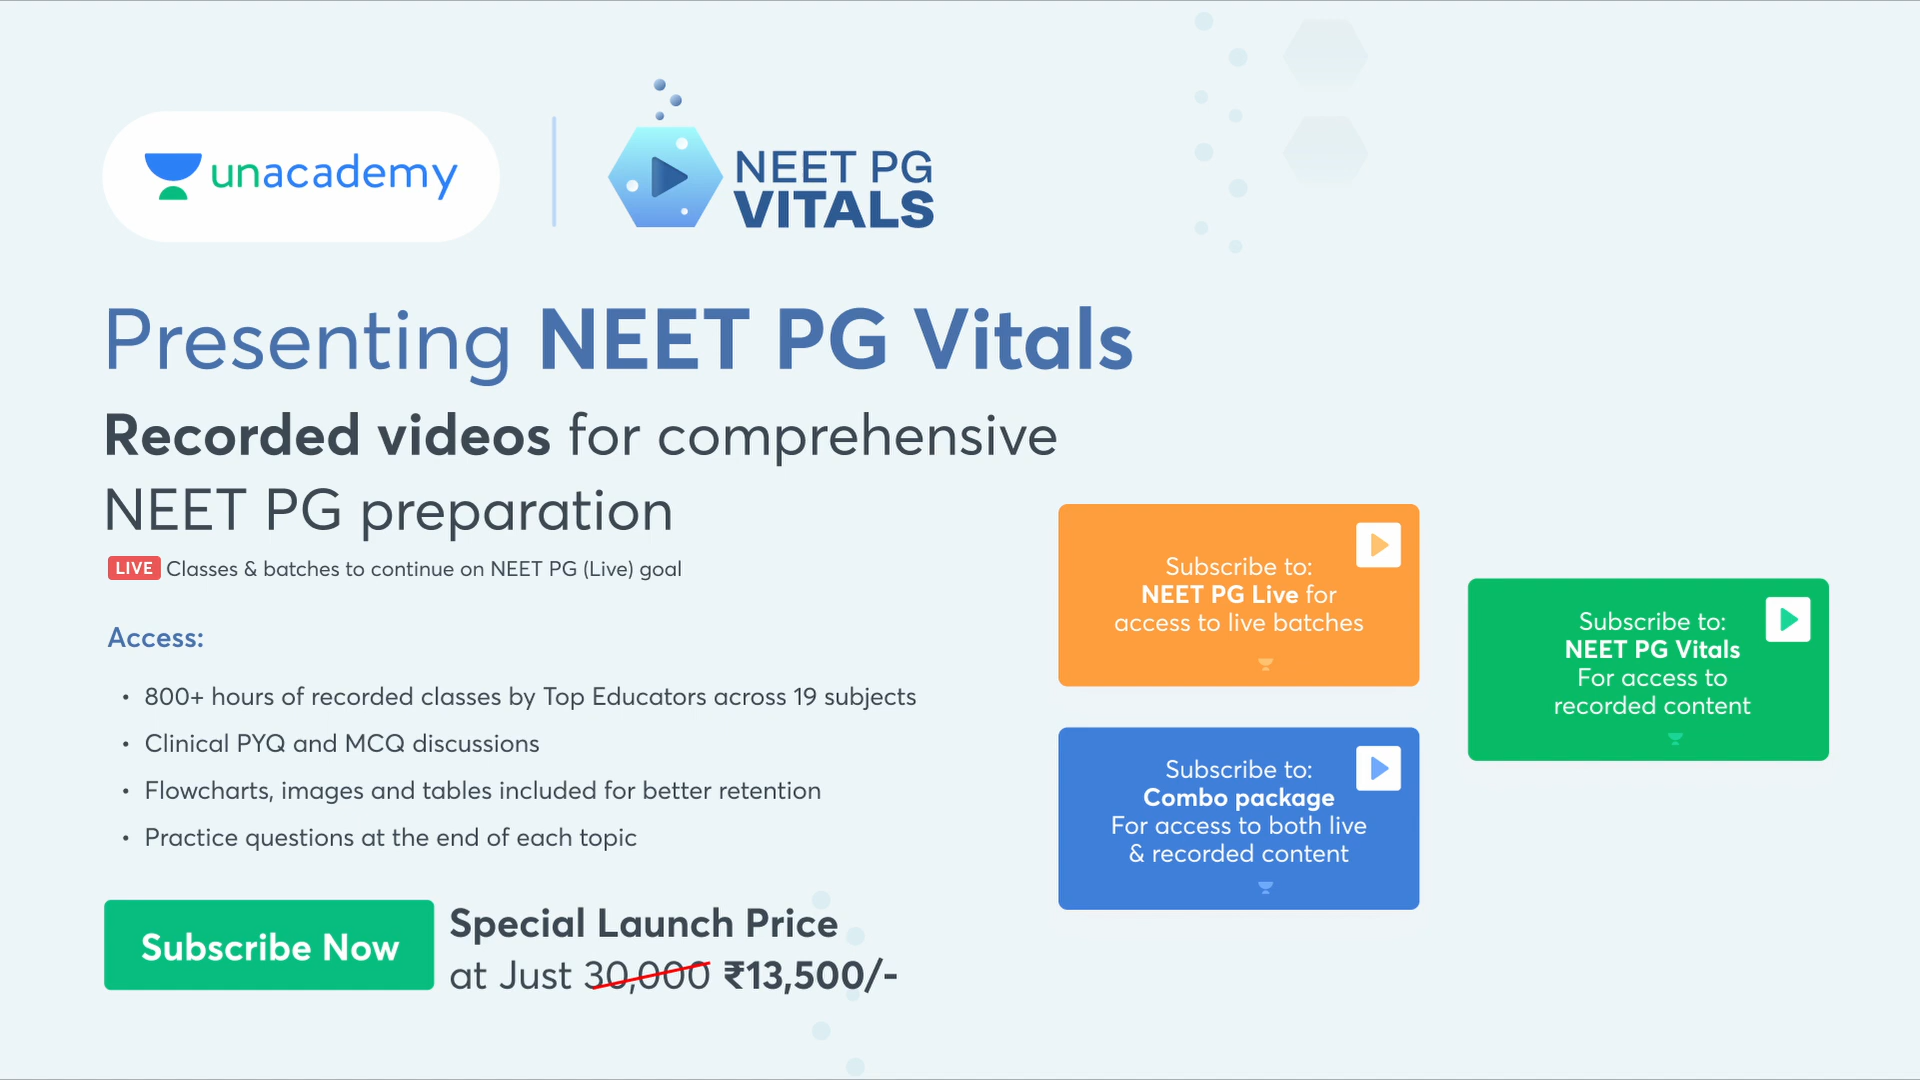 unacademy
NEET PG
VITALS
Presenting NEET PG Vitals
Recorded videos for comprehensive
NEET PG preparation
LIVE Classes & batches to continue on NEET PG (Live) goal
Access:
• 800+ hours of recorded classes by Top Educators across 19 subjects
• Clinical PYQ and MCQ discussions
• Flowcharts, images and tables included for better retention
• Practice questions at the end of each topic
Subscribe Now
Special Launch Price
at Just 30,000 ₹13,500/-
Subscribe to:
NEET PG Live for
access to live batches
Subscribe to:
Combo package
For access to both live
& recorded content
Subscribe to:
NEET PG Vitals
For access to
recorded content